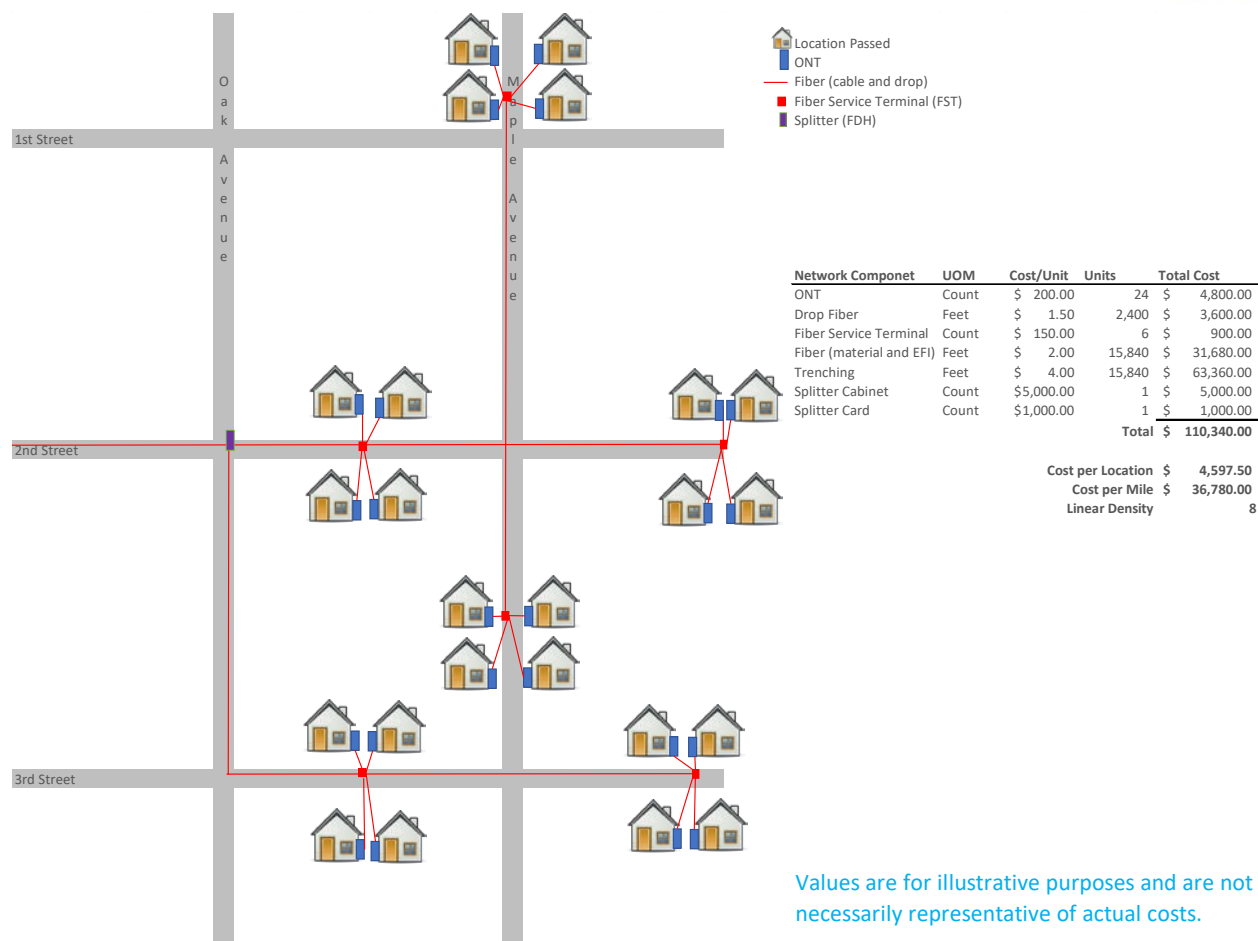 Location Passed
ONT
Fiber (cable and drop)
Fiber Service Terminal (FST)
Splitter (FDH)
Oak Avenue
Maple Avenue
1st Street
2nd Street
3rd Street
Network Componet UOM Cost/Unit Units Total Cost
ONT Count $ 200.00 24 $ 4,800.00
Drop Fiber Feet $ 1.50 2,400 $ 3,600.00
Fiber Service Terminal Count $ 150.00 6 $ 900.00
Fiber (material and EFI) Feet $ 2.00 15,840 $ 31,680.00
Trenching Feet $ 4.00 15,840 $ 63,360.00
Splitter Cabinet Count $5,000.00 1 $ 5,000.00
Splitter Card Count $1,000.00 1 $ 1,000.00
Total $ 110,340.00
Cost per Location $ 4,597.50
Cost per Mile $ 36,780.00
Linear Density 8
Values are for illustrative purposes and are not
necessarily representative of actual costs.